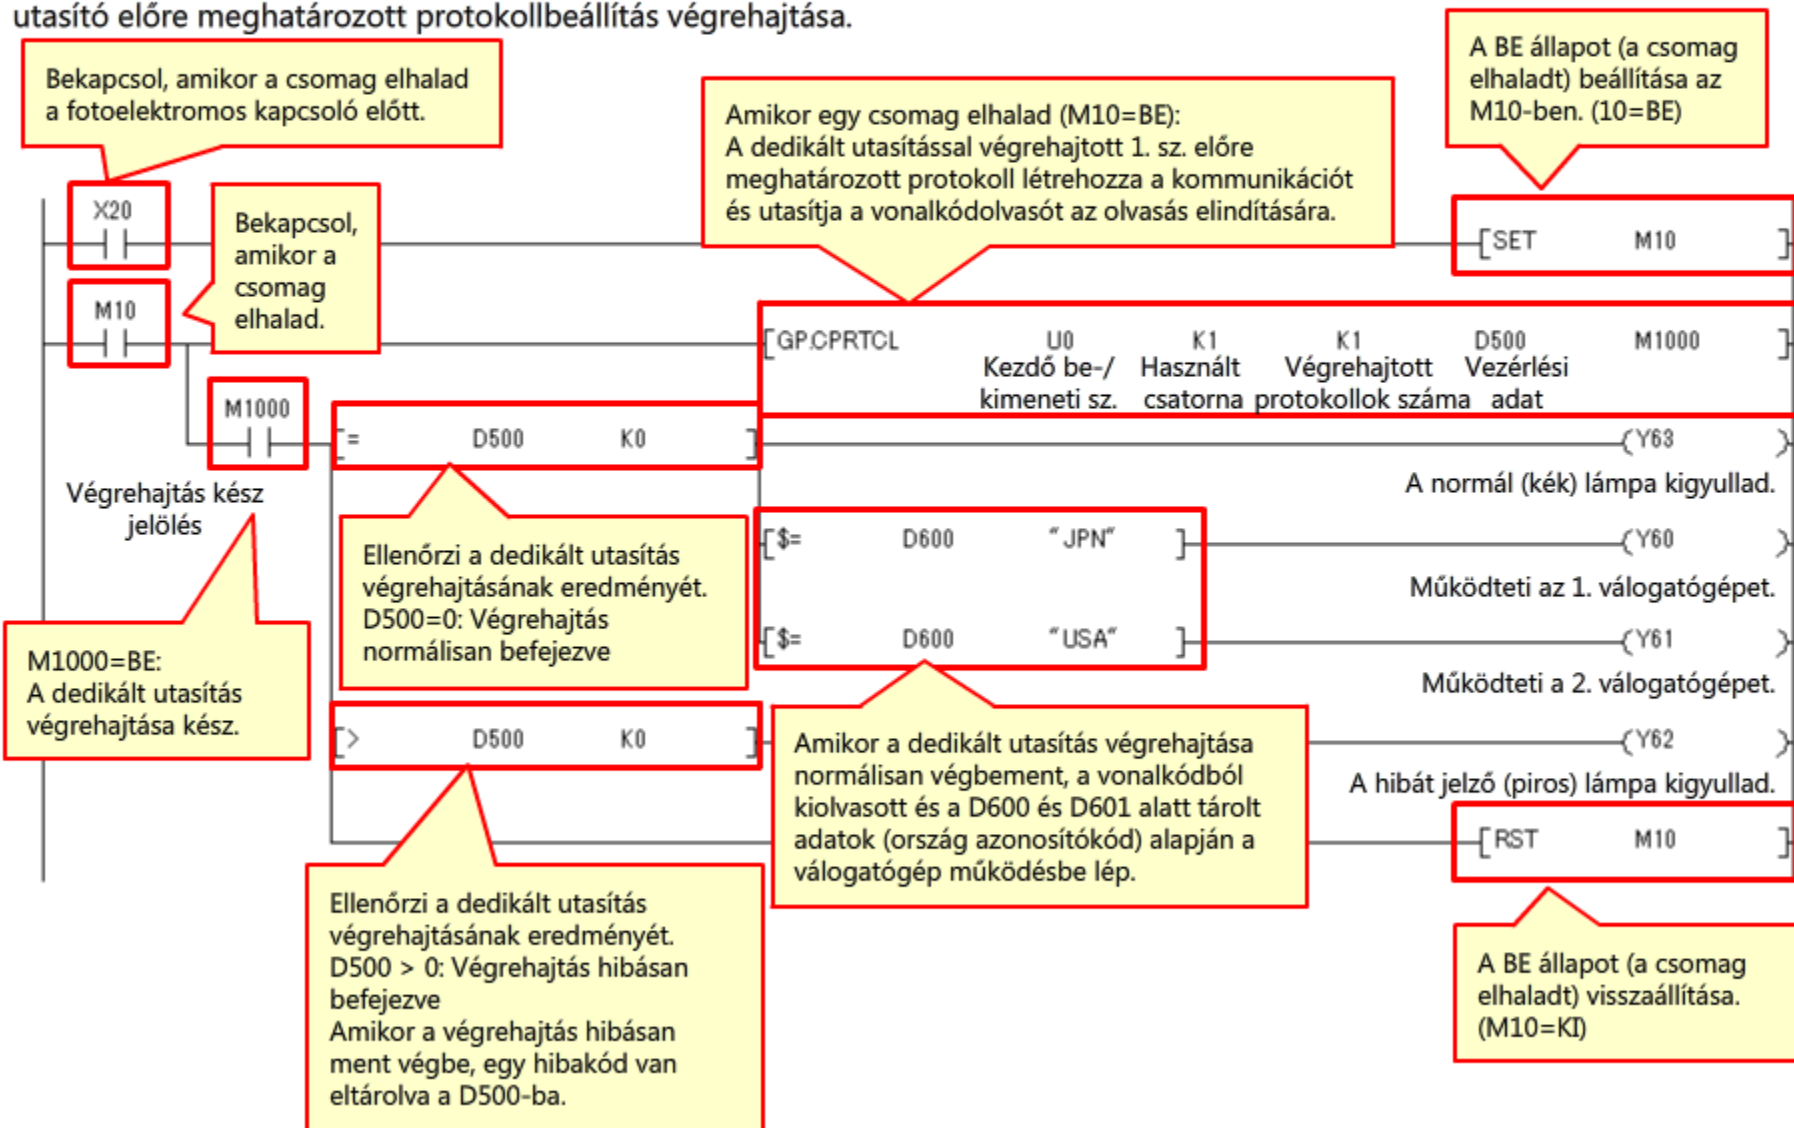 utasító előre meghatározott protokollbeállítás végrehajtása.
Bekapcsol, amikor a csomag elhalad
a fotoelektromos kapcsoló előtt.
A BE állapot (a csomag
elhaladt) beállítása az
M10-ben. (10=BE)
Amikor egy csomag elhalad (M10=BE):
A dedikált utasítással végrehajtott 1. sz. előre
meghatározott protokoll létrehozza a kommunikációt
és utasítja a vonalkódolvasót az olvasás elindítására.
X20
Bekapcsol,
amikor a
csomag
elhalad.
[SET M10 ]
M10
[GP.CPRTCL U0 K1 K1 D500 M1000 ]
Kezdő be-/ Használt Végrehajtott Vezérlési
kimeneti sz. csatorna protokollok száma adat
M1000
[= D500 K0 ]
(Y63 )
A normál (kék) lámpa kigyullad.
Végrehajtás kész
jelölés
[$= D600 "JPN" ]
(Y60 )
Működteti az 1. válogatógépet.
Ellenőrzi a dedikált utasítás
végrehajtásának eredményét.
D500=0: Végrehajtás
normálisan befejezve
[$= D600 "USA" ]
(Y61 )
Működteti a 2. válogatógépet.
M1000=BE:
A dedikált utasítás
végrehajtása kész.
[> D500 K0 ]
(Y62 )
A hibát jelző (piros) lámpa kigyullad.
Amikor a dedikált utasítás végrehajtása
normálisan végbement, a vonalkódból
kiolvasott és a D600 és D601 alatt tárolt
adatok (ország azonosítókód) alapján a
válogatógép működésbe lép.
[RST M10 ]
Ellenőrzi a dedikált utasítás
végrehajtásának eredményét.
D500 > 0: Végrehajtás hibásan
befejezve
Amikor a végrehajtás hibásan
ment végbe, egy hibakód van
eltárolva a D500-ba.
A BE állapot (a csomag
elhaladt) visszaállítása.
(M10=KI)